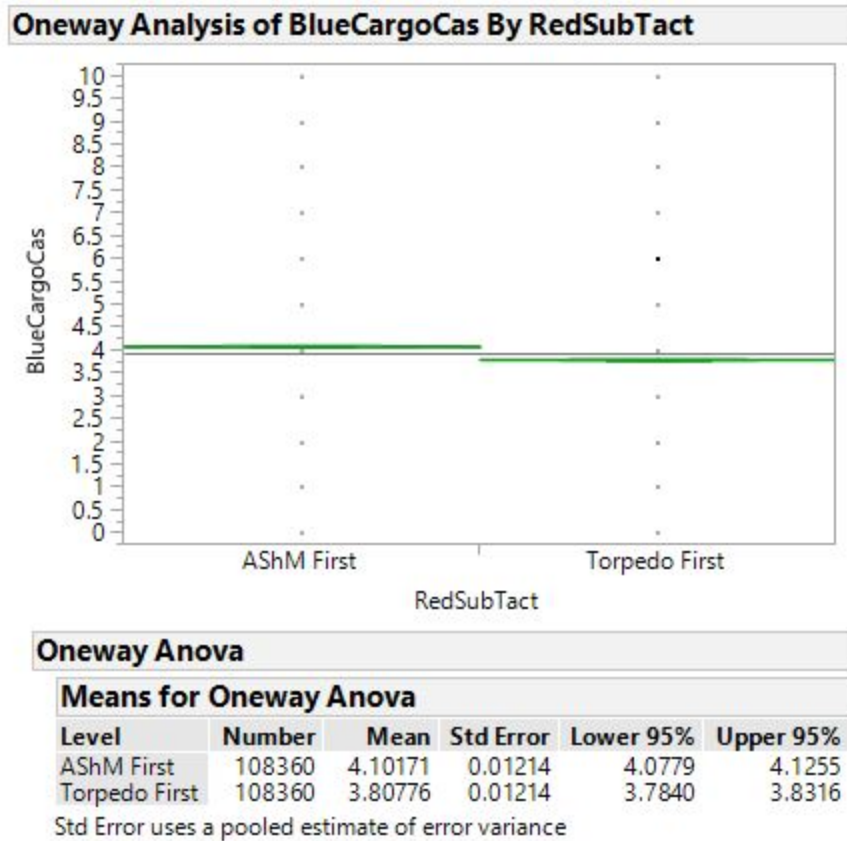 Oneway Analysis of BlueCargoCas By RedSubTact
10
9.5
9
8.5
8
7.5
7
6.5
6
5.5
5
4.5
4
3.5
3
2.5
2
1.5
1
0.5
0
BlueCargoCas
AShM First Torpedo First
RedSubTact
Oneway Anova
Means for Oneway Anova
Level Number Mean Std Error Lower 95% Upper 95%
AShM First 108360 4.10171 0.01214 4.0779 4.1255
Torpedo First 108360 3.80776 0.01214 3.7840 3.8316
Std Error uses a pooled estimate of error variance